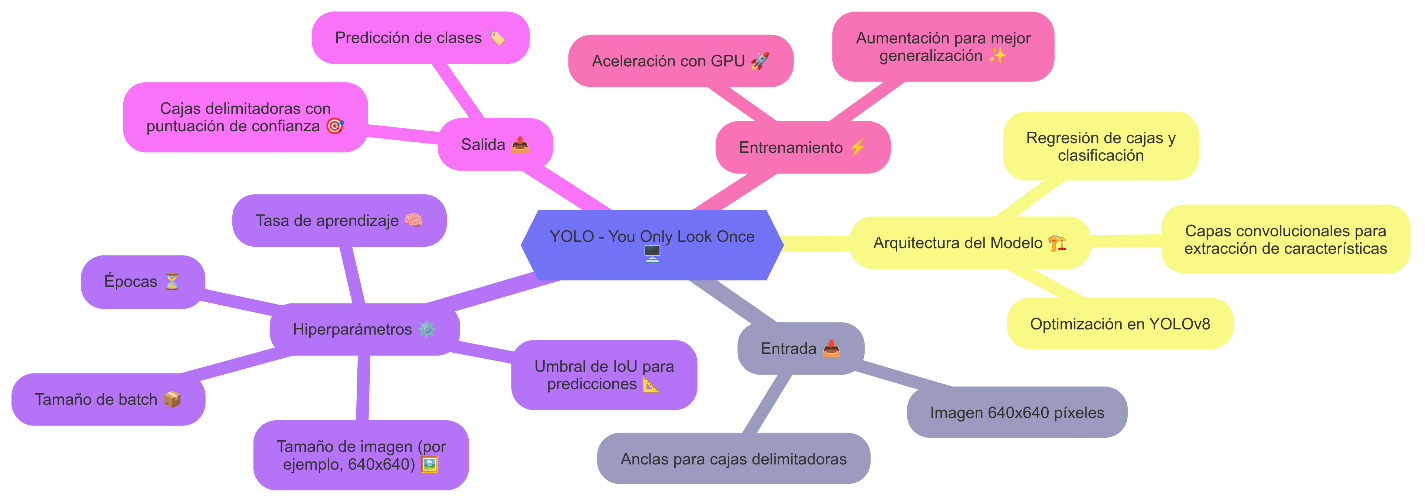 Predicción de clases 🏷️
Cajas delimitadoras con
puntuación de confianza 🎯
Salida 📤
Aceleración con GPU 🚀
Aumentación para mejor
generalización ✨
Entrenamiento ⚡
Regresión de cajas y
clasificación
Arquitectura del Modelo 🏗️
Capas convolucionales para
extracción de características
Optimización en YOLOv8
YOLO - You Only Look Once
🖥️
Tasa de aprendizaje 🧠
Épocas ⏳
Hiperparámetros ⚙️
Tamaño de batch 📦
Tamaño de imagen (por
ejemplo, 640x640) 🖼️
Umbral de IoU para
predicciones 📐
Entrada 📥
Imagen 640x640 píxeles
Anclas para cajas delimitadoras